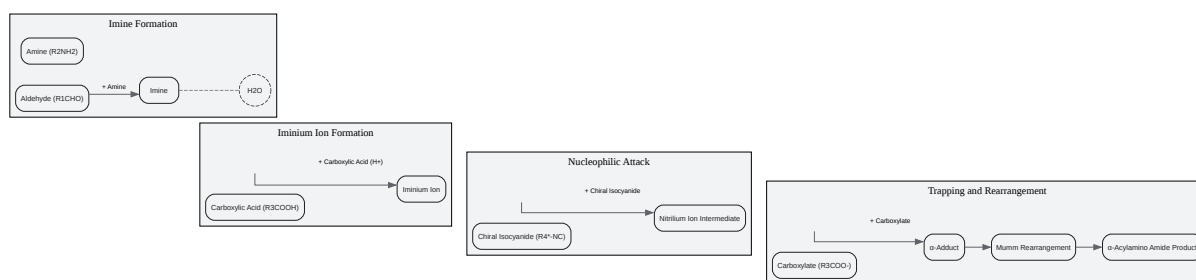 Imine Formation
Amine (R2NH2)
Aldehyde (R1CHO)
+ Amine
Imine
H2O
Iminium Ion Formation
+ Carboxylic Acid (H+)
Iminium Ion
Carboxylic Acid (R3COOH)
Nucleophilic Attack
+ Chiral Isocyanide
Nitrilium Ion Intermediate
Chiral Isocyanide (R4*-NC)
Trapping and Rearrangement
+ Carboxylate
α-Adduct
Mumm Rearrangement
α-Acylamino Amide Product
Carboxylate (R3COO-)